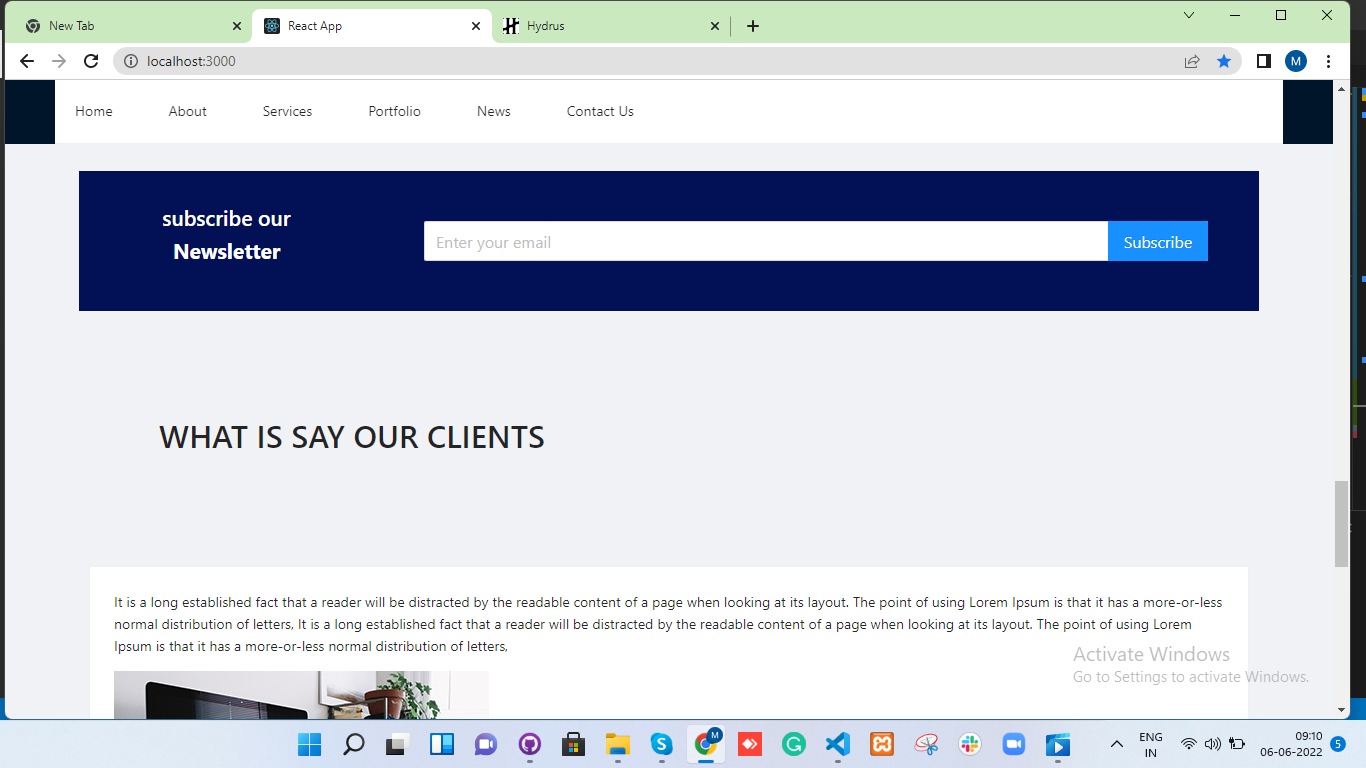 New Tab
React App
Hydrus
localhost:3000
M
Home
About
Services
Portfolio
News
Contact Us
subscribe our
Newsletter
Enter your email
Subscribe
WHAT IS SAY OUR CLIENTS
It is a long established fact that a reader will be distracted by the readable content of a page when looking at its layout. The point of using Lorem Ipsum is that it has a more-or-less
normal distribution of letters, It is a long established fact that a reader will be distracted by the readable content of a page when looking at its layout. The point of using Lorem
Ipsum is that it has a more-or-less normal distribution of letters,
Activate Windows
Go to Settings to activate Windows.
M
ENG
IN
09:10
06-06-2022
5